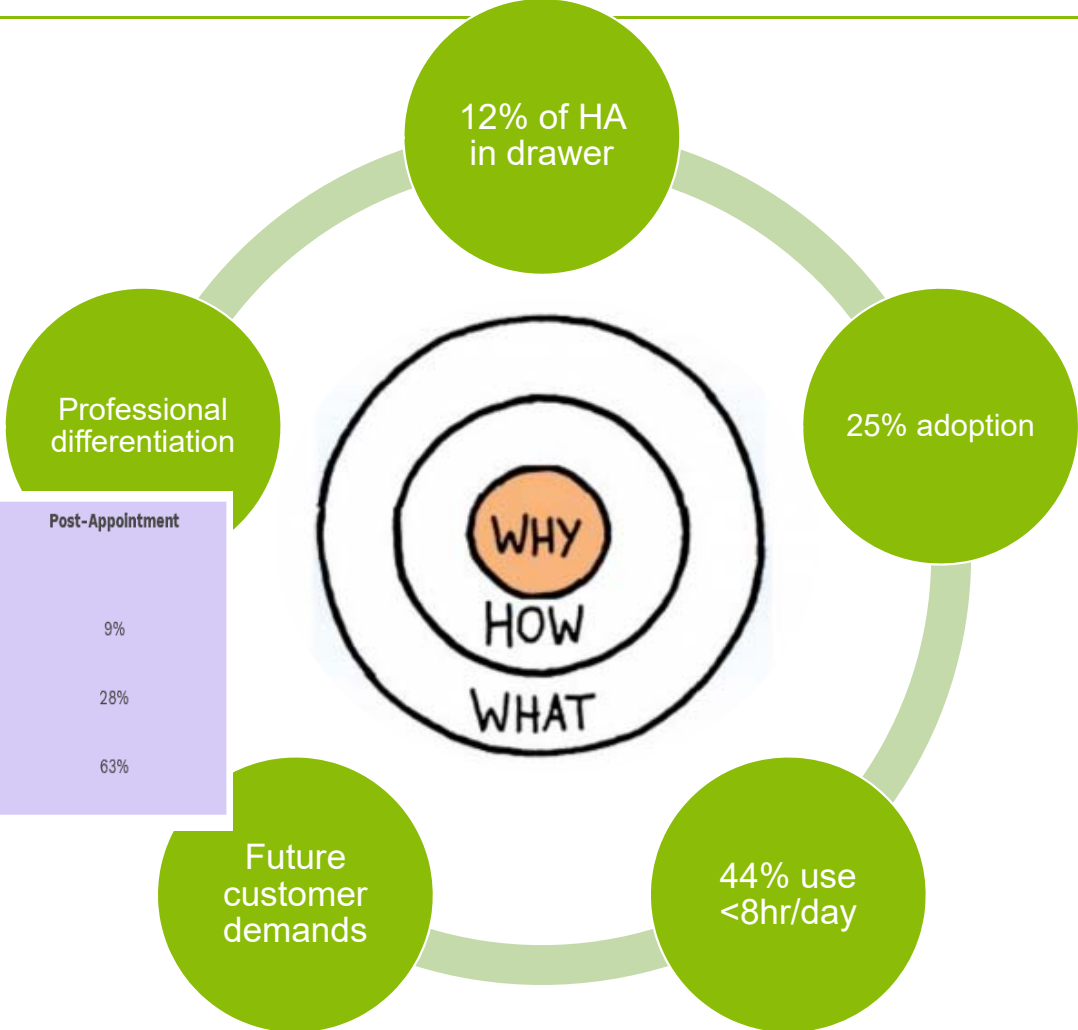 12% of HA
in drawer
25% adoption
44% use
<8hr/day
Future
customer
demands
Professional
differentiation
Post-Appointment
9%
28%
63%
WHY
HOW
WHAT